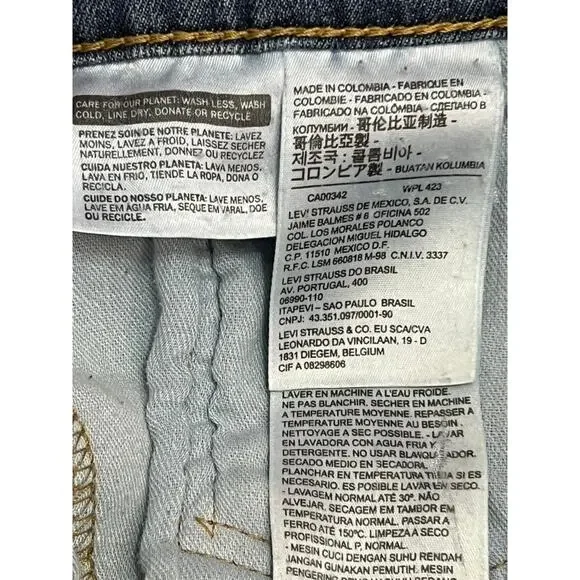 CARE FOR OUR PLANET: WASH LESS, WASH
COLD, LINE DRY, DONATE OR RECYCLE
PRENEZ SOIN DE NOTRE PLANETE: LAVEZ
MOINS, LAVEZ A FROID, LAISSEZ SECHER
NATURELLEMENT, DONNEZ OU RECYCLEZ
CUIDA NUESTRO PLANETA: LAVA MENOS,
LAVA EN FRIO, TIENDE LA ROPA, DONA O
RECICLA.
CUIDE DO NOSSO PLANETA: LAVE MENOS,
LAVE EM ÁGUA FRIA, SEQUE EM VARAL, DOE
OU RECICLE.
MADE IN COLOMBIA - FABRIQUE EN
COLOMBIE - FABRICADO EN COLOMBIA -
FABRICADO NA COLÔMBIA - СДЕЛАНО В
КОЛУМБИИ - 哥伦比亚制造 -
哥倫比亞製 -
제조국: 콜롬비아 -
コロンビア製 - BUATAN KOLUMBIA
CA00342 WPL 423
LEVI STRAUSS DE MEXICO, S.A. DE C.V.
JAIME BALMES # 8 OFICINA 502
COL. LOS MORALES POLANCO
DELEGACION MIGUEL HIDALGO
C.P. 11510 MEXICO D.F.
R.F.C. LSM 660818 M-98 C.N.I.V. 3337
LEVI STRAUSS DO BRASIL
AV. PORTUGAL, 400
06990-110
ITAPEVI - SAO PAULO BRASIL
CNPJ: 43.351.097/0001-90
LEVI STRAUSS & CO. EU SCA/CVA
LEONARDO DA VINCILAAN, 19 - D
1831 DIEGEM, BELGIUM
CIF A 08298606
LAVER EN MACHINE A L'EAU FROIDE.
NE PAS BLANCHIR. SECHER EN MACHINE
A TEMPERATURE MOYENNE. REPASSER A
TEMPERATURE MOYENNE AU BESOIN.
NETTOYAGE A SEC POSSIBLE. - LAVAR
EN LAVADORA CON AGUA FRIA Y
DETERGENTE. NO USAR BLANQUEADOR.
SECADO MEDIO EN SECADORA.
PLANCHAR EN TEMPERATURA TIBIA SI ES
NECESARIO. ES POSIBLE LAVAR EN SECO.
- LAVAGEM NORMAL ATÉ 30°. NÃO
ALVEJAR. SECAGEM EM TAMBOR EM
TEMPERATURA NORMAL. PASSAR A
FERRO ATÉ 150°C. LIMPEZA A SECO
PROFISSIONAL P, NORMAL.
- MESIN CUCI DENGAN SUHU RENDAH
JANGAN GUNAKAN PEMUTIH. MESIN
PENGERING